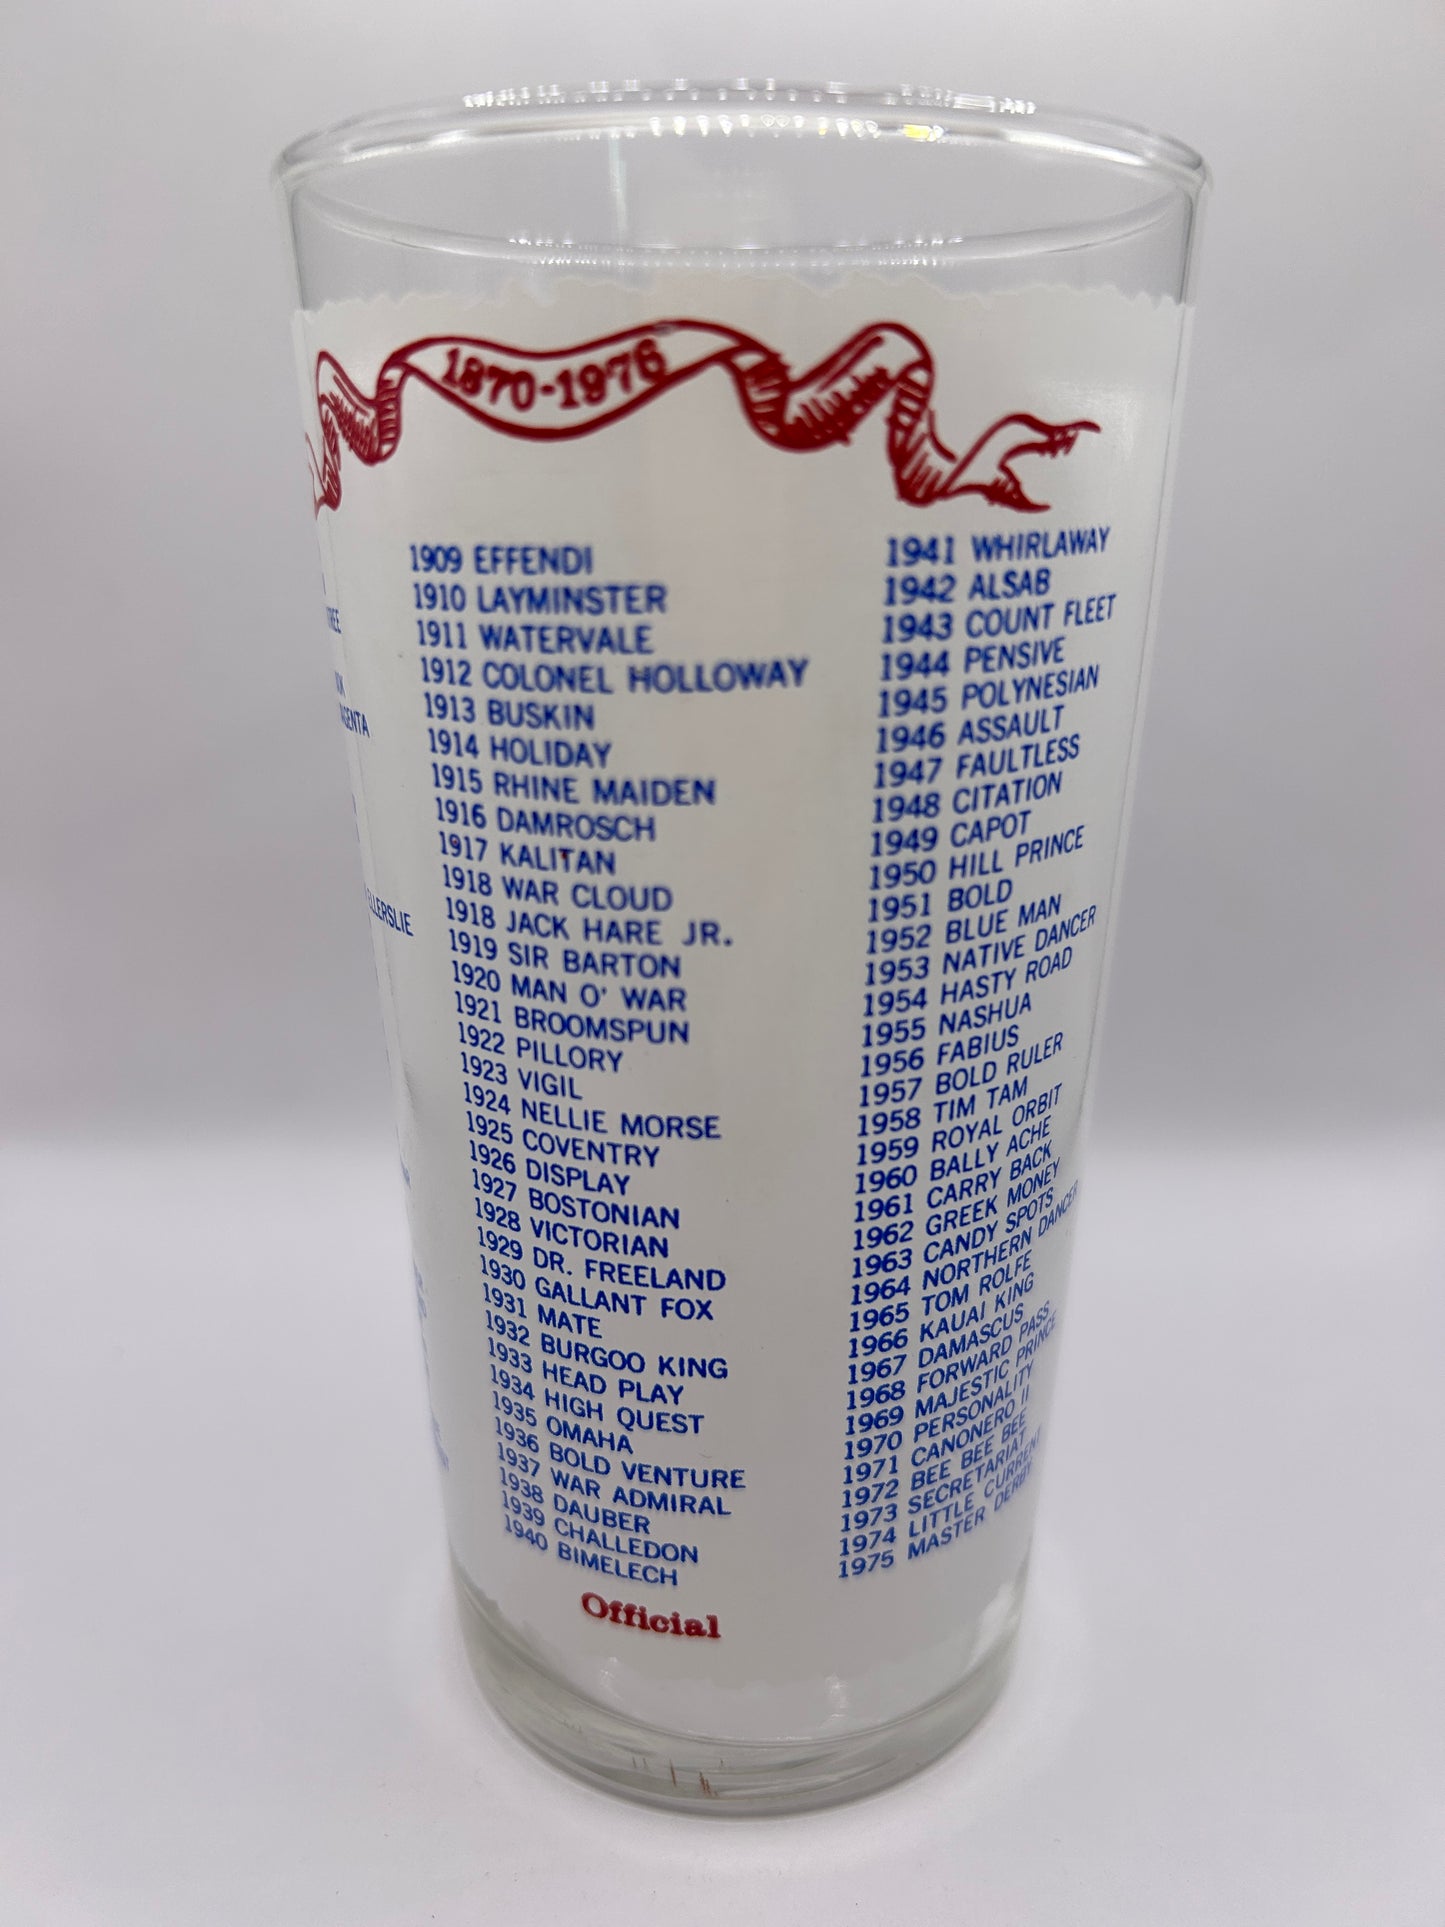 1870-1976
ELLERSLIE
1909 EFFENDI
1910 LAYMINSTER
1911 WATERVALE
1912 COLONEL HOLLOWAY
1913 BUSKIN
1914 HOLIDAY
1915 RHINE MAIDEN
1916 DAMROSCH
1917 KALITAN
1918 WAR CLOUD
1918 JACK HARE JR.
1919 SIR BARTON
1920 MAN O' WAR
1921 BROOMSPUN
1922 PILLORY
1923 VIGIL
1924 NELLIE MORSE
1925 COVENTRY
1926 DISPLAY
1927 BOSTONIAN
1928 VICTORIAN
1929 DR. FREELAND
1930 GALLANT FOX
1931 MATE
1932 BURGOO KING
1933 HEAD PLAY
1934 HIGH QUEST
1935 OMAHA
1936 BOLD VENTURE
1937 WAR ADMIRAL
1938 DAUBER
1939 CHALLEDON
1940 BIMELECH
1941 WHIRLAWAY
1942 ALSAB
1943 COUNT FLEET
1944 PENSIVE
1945 POLYNESIAN
1946 ASSAULT
1947 FAULTLESS
1948 CITATION
1949 CAPOT
1950 HILL PRINCE
1951 BOLD
1952 BLUE MAN
1953 NATIVE DANCER
1954 HASTY ROAD
1955 NASHUA
1956 FABIUS
1957 BOLD RULER
1958 TIM TAM
1959 ROYAL ORBIT
1960 BALLY ACHE
1961 CARRY BACK
1962 GREEK MONEY
1963 CANDY SPOTS
1964 NORTHERN DANCER
1965 TOM ROLFE
1966 KAUAI KING
1967 DAMASCUS
1968 FORWARD PASS
1969 MAJESTIC PRINCE
1970 PERSONALITY
1971 CANONERO II
1972 BEE BEE BEE
1973 SECRETARIAT
1974 LITTLE CURRENT
1975 MASTER DERBY
Official